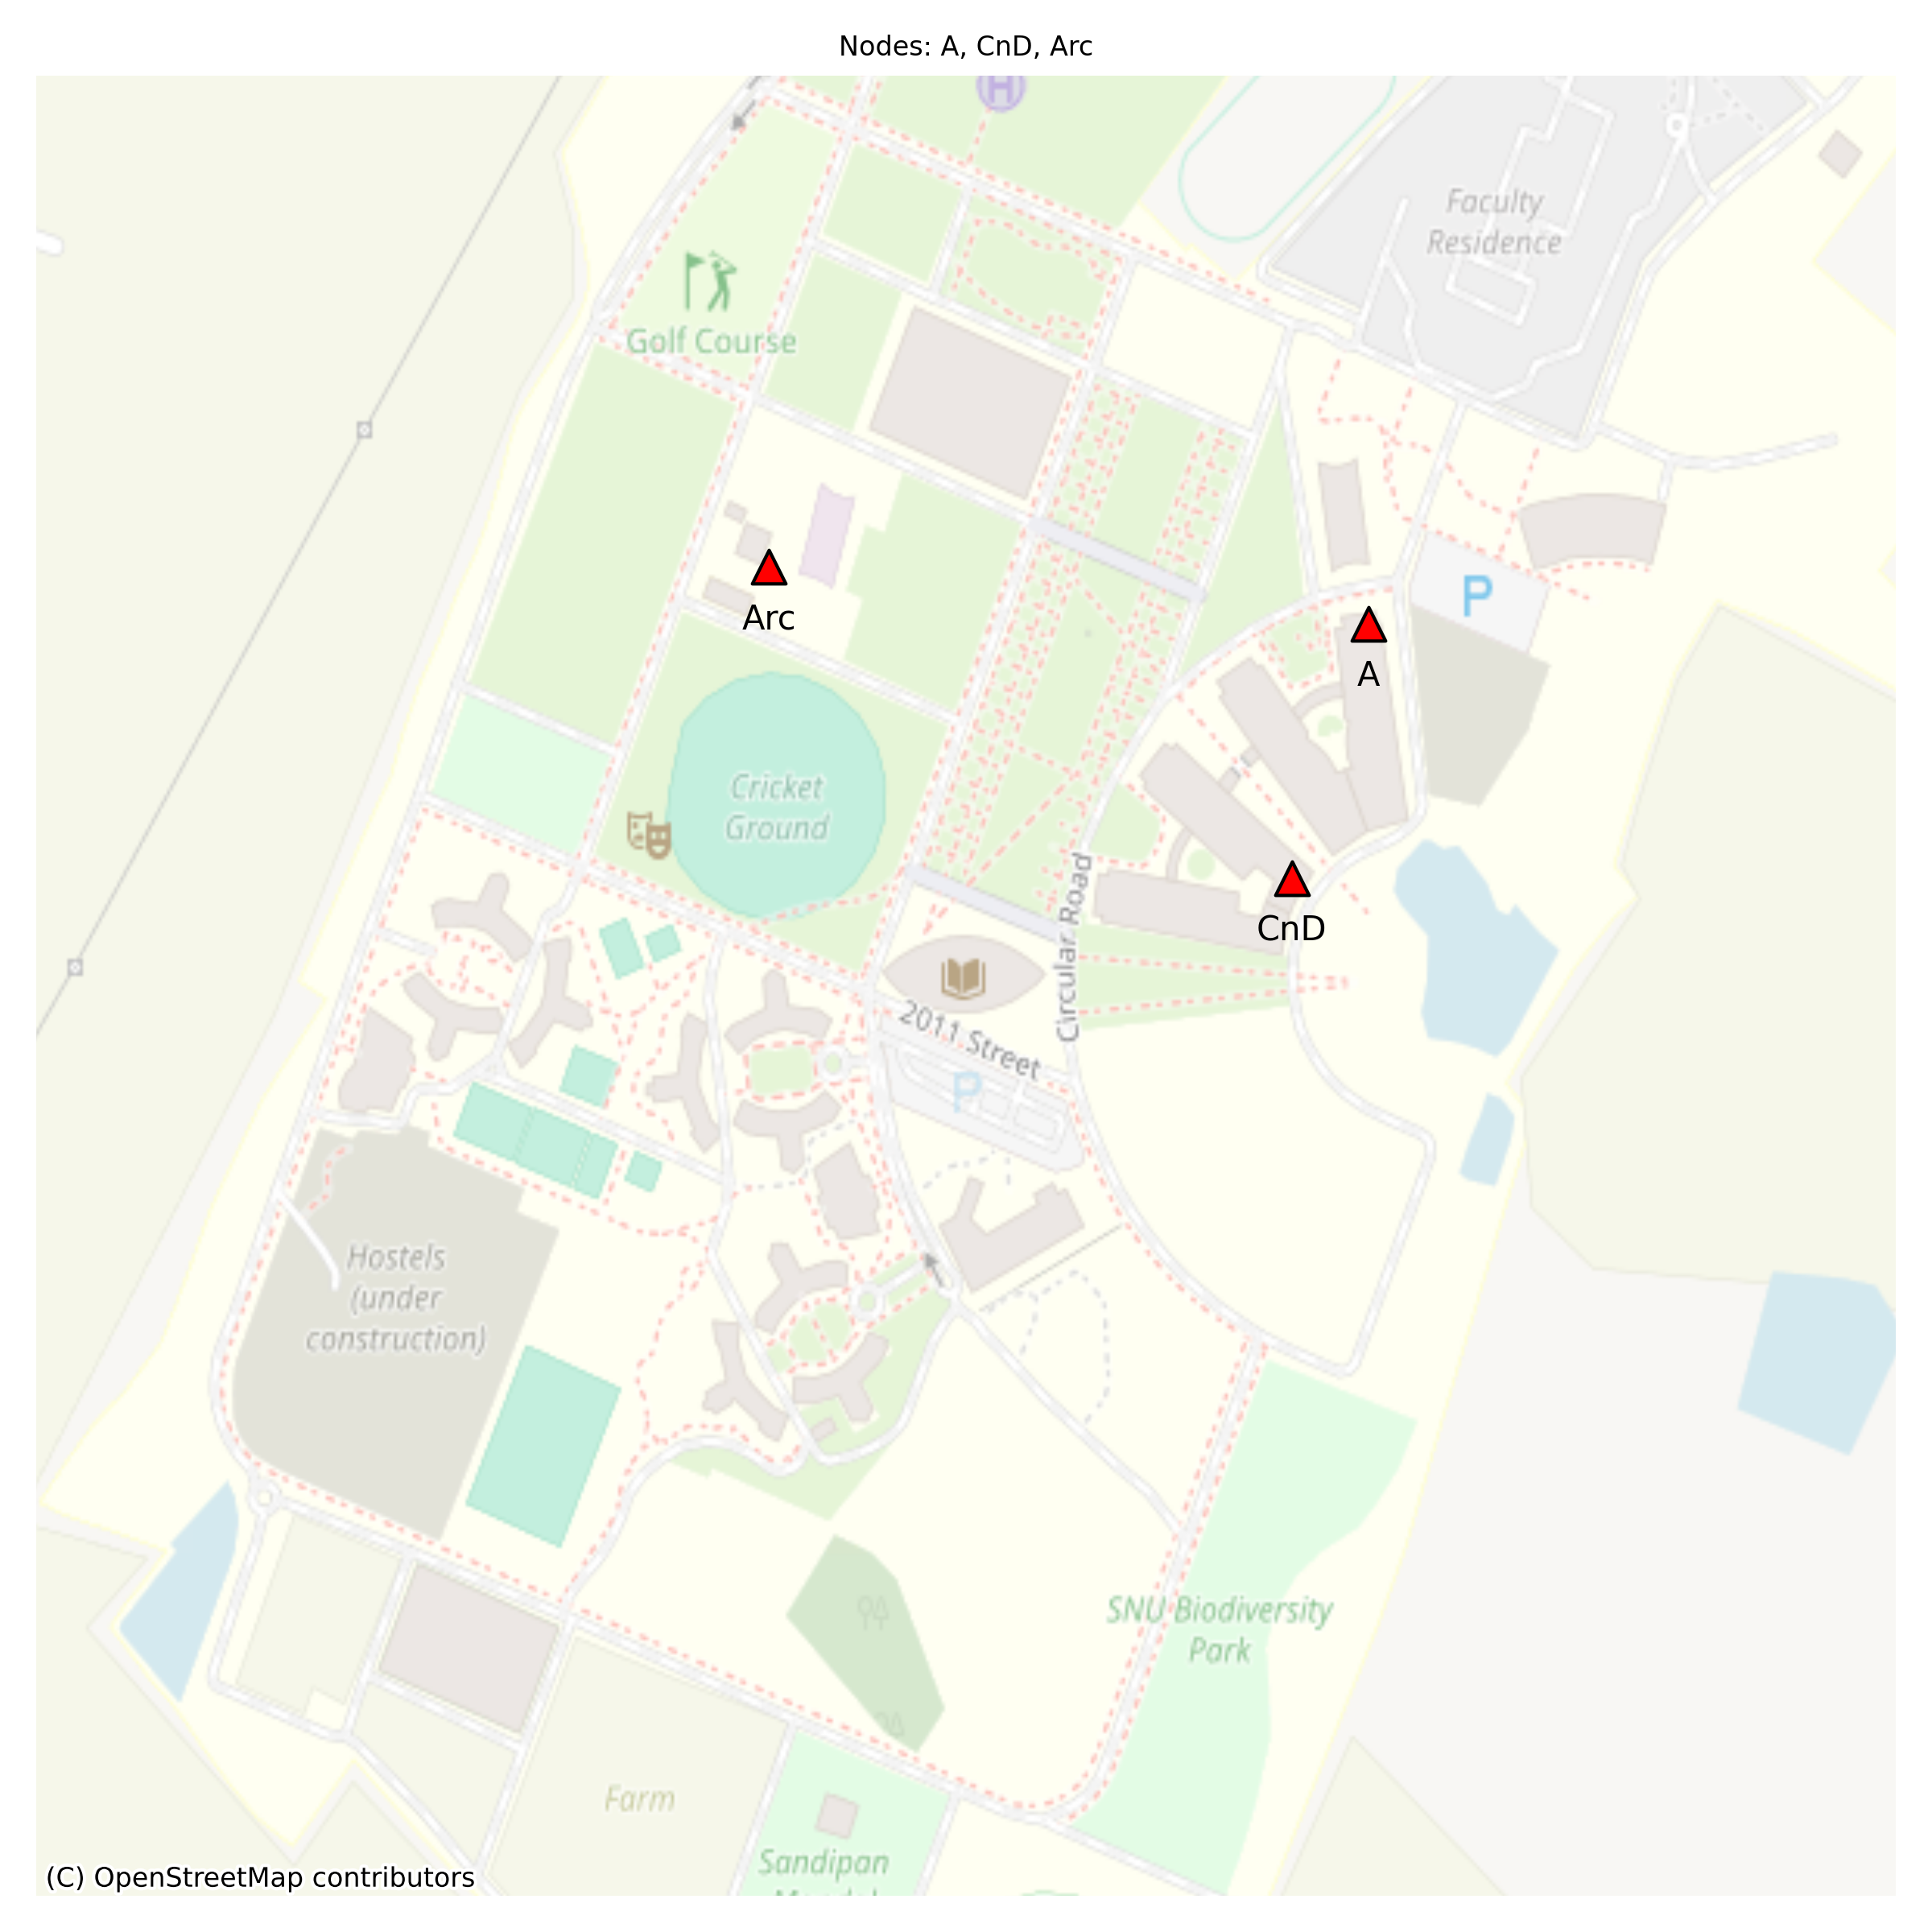 Nodes: A, CnD, Arc
H
Faculty
Residence
Golf Course
Arc
P
A
Cricket
Ground
CnD
Circular Road
2011 Street
P
Hostels
(under
construction)
SNU Biodiversity
Park
Farm
Sandipan
(C) OpenStreetMap contributors